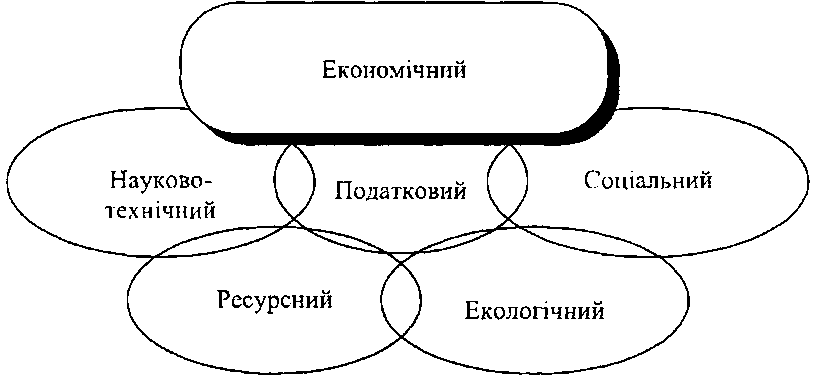 Економічний
Науково-
технічний
Податковий
Соціальний
Ресурсний
Екологічний